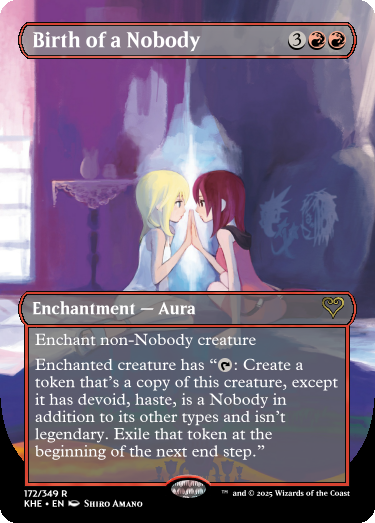 Birth of a Nobody 3
Enchantment — Aura
Enchant non-Nobody creature
Enchanted creature has “: Create a
token that’s a copy of this creature, except
it has devoid, haste, is a Nobody in
addition to its other types and isn’t
legendary. Exile that token at the
beginning of the next end step.”
172/349 R
KHE • EN Shiro Amano
™ and © 2025 Wizards of the Coast